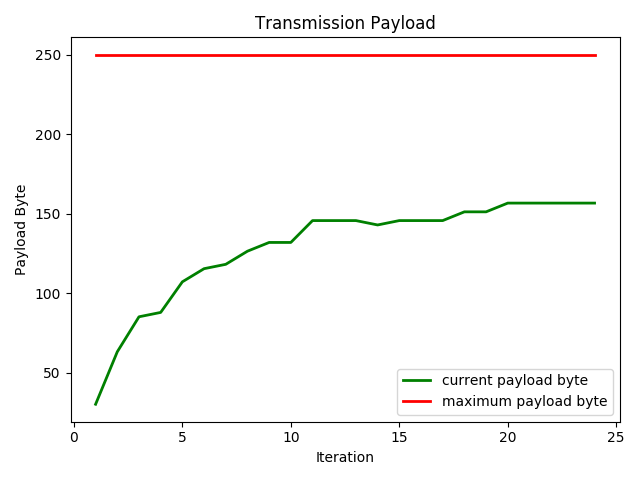 Transmission Payload
250
200
150
100
50
Payload Byte
current payload byte
maximum payload byte
0
5
10
15
20
25
Iteration